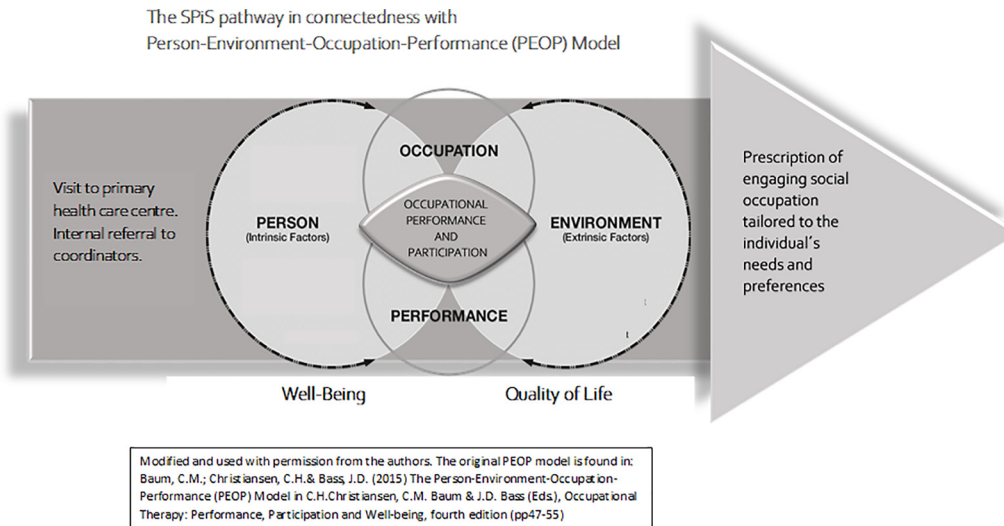 The SPiS pathway in connectedness with
Person-Environment-Occupation-Performance (PEOP) Model
Visit to primary
health care centre.
Internal referral to
coordinators.
PERSON
(Intrinsic Factors)
OCCUPATION
OCCUPATIONAL
PERFORMANCE
AND
PARTICIPATION
PERFORMANCE
ENVIRONMENT
(Extrinsic Factors)
Prescription of
engaging social
occupation
tailored to the
individual´s
needs and
preferences
Well-Being
Quality of Life
Modified and used with permission from the authors. The original PEOP model is found in:
Baum, C.M.; Christiansen, C.H.& Bass, J.D. (2015) The Person-Environment-Occupation-
Performance (PEOP) Model in C.H.Christiansen, C.M. Baum & J.D. Bass (Eds.), Occupational
Therapy: Performance, Participation and Well-being, fourth edition (pp47-55)